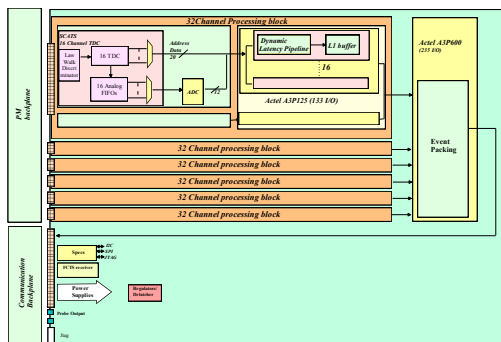 32Channel Processing block
SCATS
16 Channel TDC
Low
Walk Discri
minator
16 TDC
16 Analog
FIFOs
Address
Data
20
ADC
12
Dynamic
Latency Pipeline
L1 buffer
16
Actel A3P125 (133 I/O)
Actel A3P600
(235 I/O)
Event
Packing
PM
backplane
32 Channel processing block
32 Channel processing block
32 Channel processing block
32 Channel processing block
32 Channel processing block
Communication
Backplane
Specs
I2C
SPI
JTAG
FCTS receiver
Power
Supplies
Regulators/
Delatcher
Probe Output
Jtag